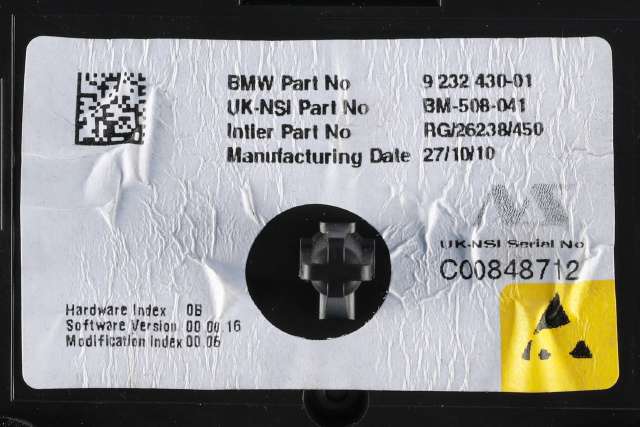 BMW Part No 9 232 430-01
UK-NSI Part No BM-508-041
Intier Part No RG/26238/450
Manufacturing Date 27/10/10
UK-NSI Serial No
C00848712
Hardware Index 0B
Software Version 00.00.16
Modification Index 00.06